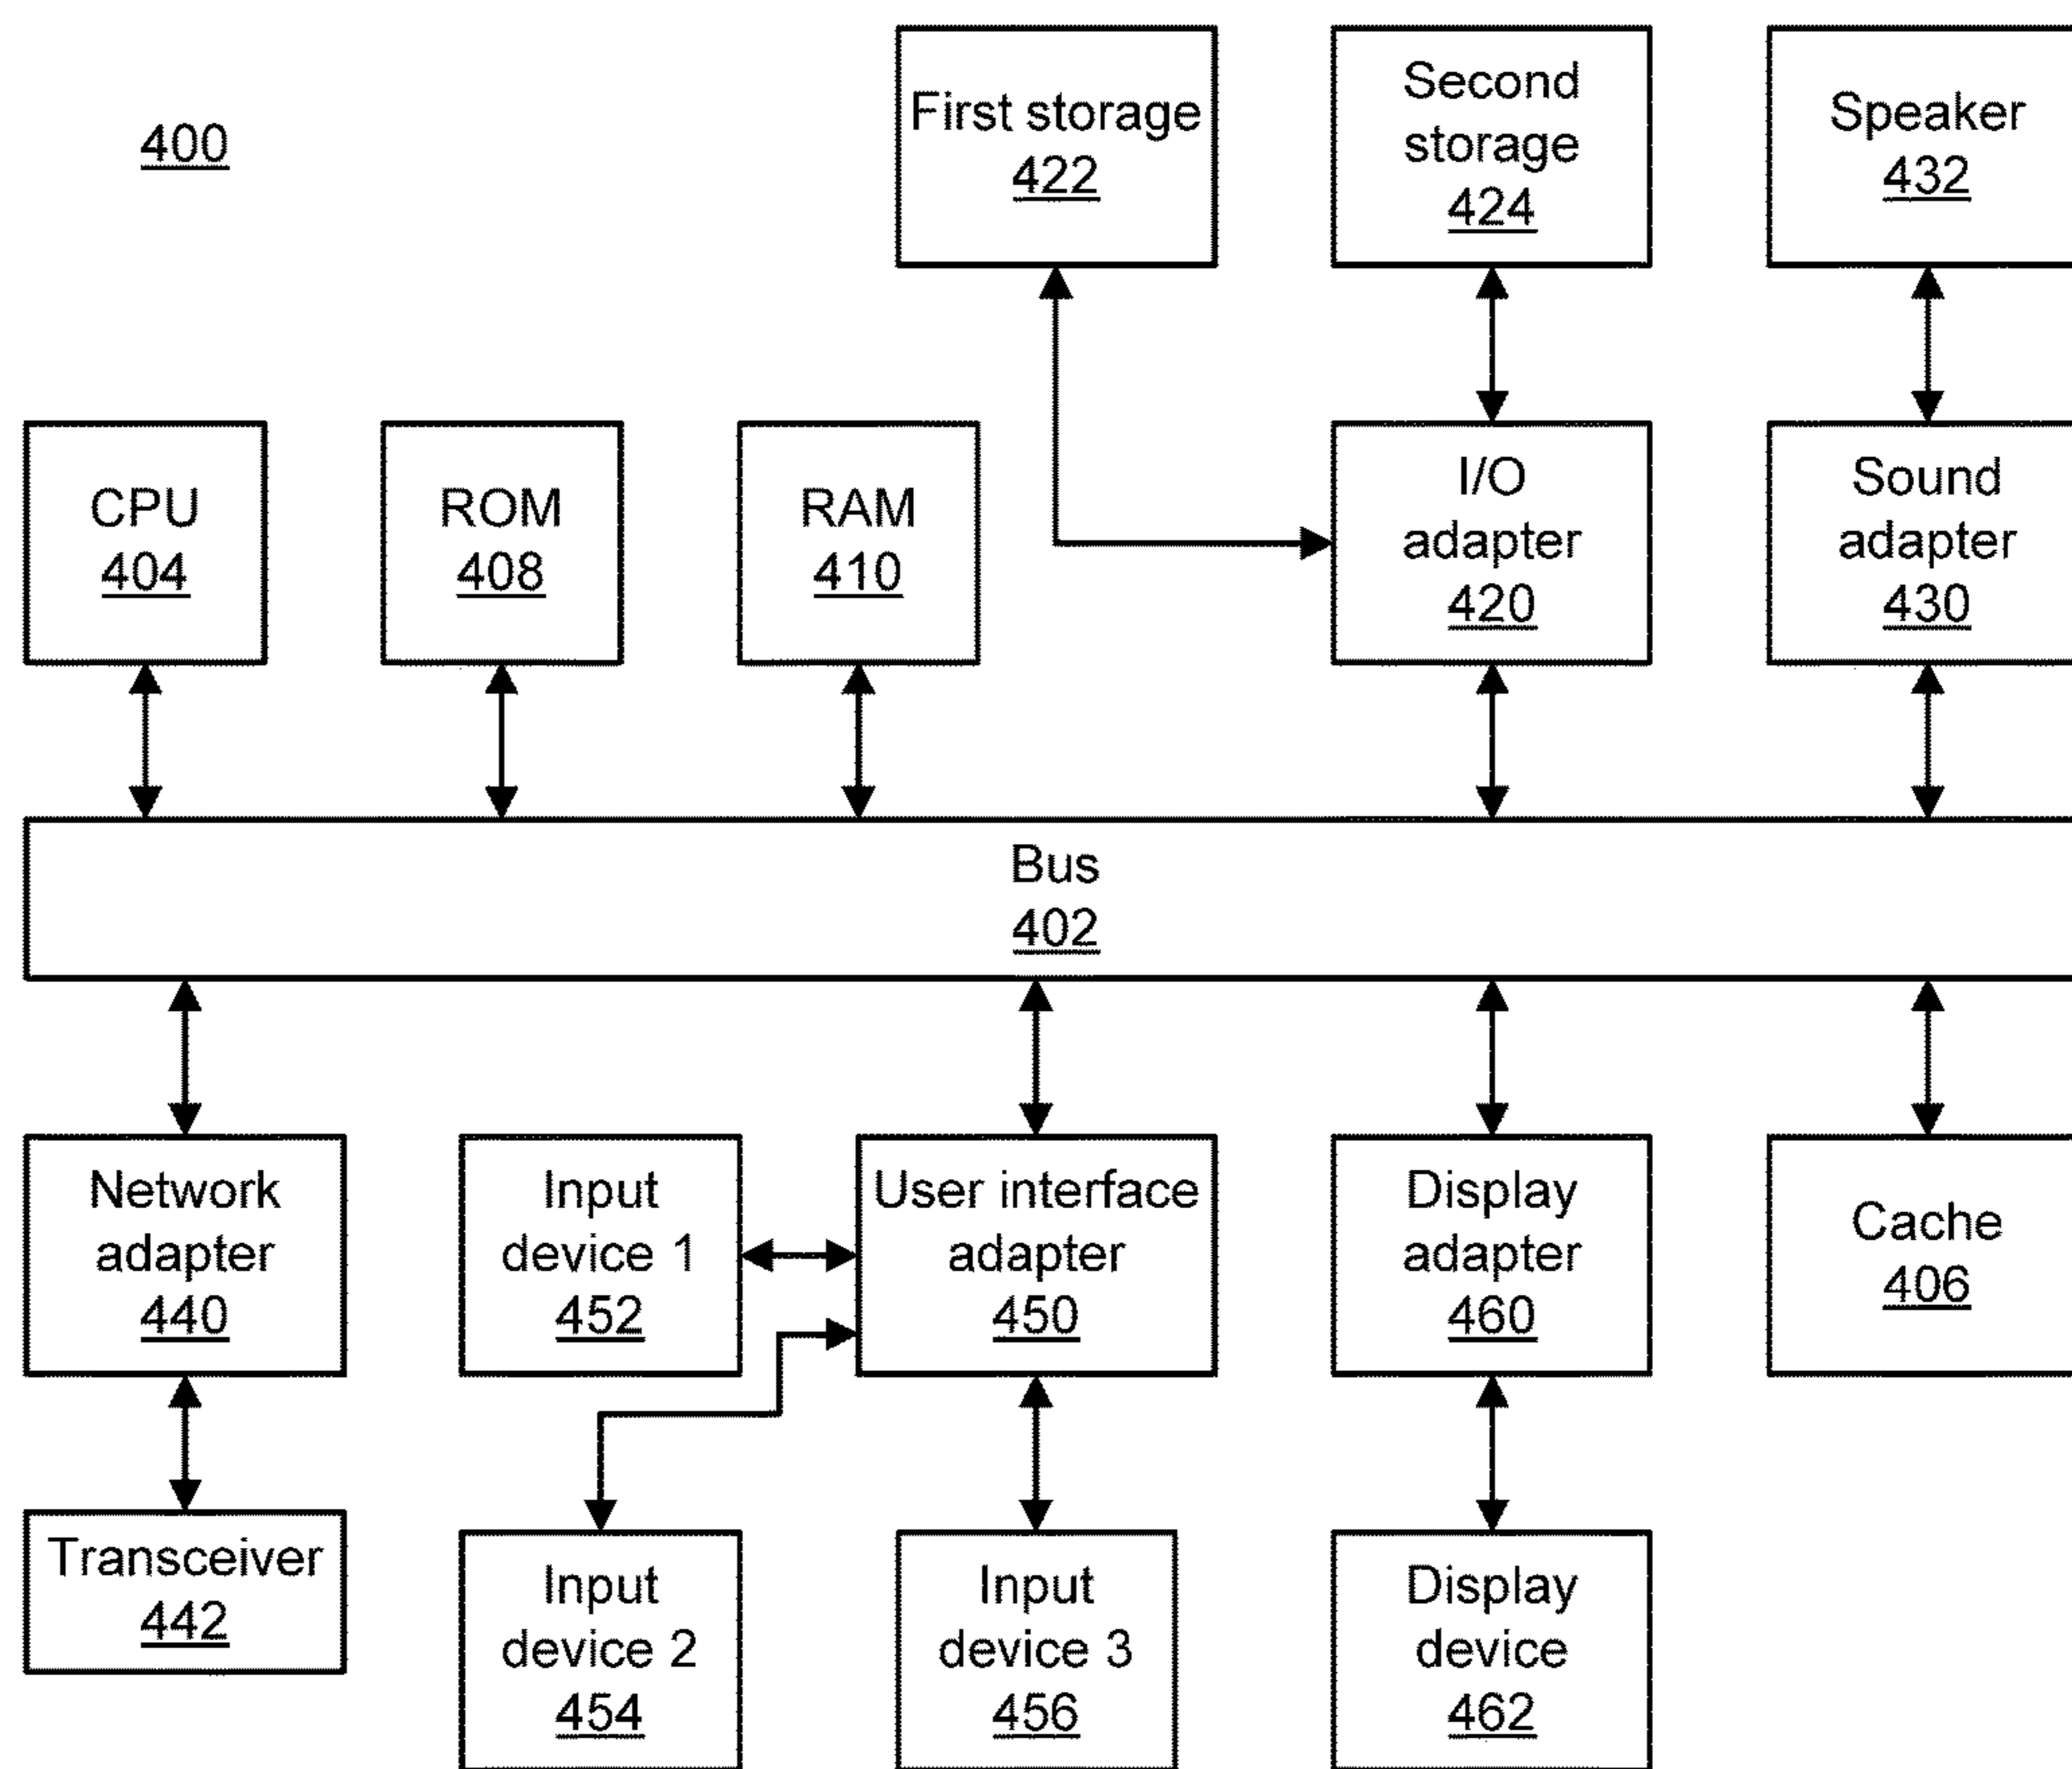 400
First storage
422
Second
storage
424
Speaker
432
CPU
404
ROM
408
RAM
410
I/O
adapter
420
Sound
adapter
430
Bus
402
Network
adapter
440
Input
device 1
452
User interface
adapter
450
Display
adapter
460
Cache
406
Transceiver
442
Input
device 2
454
Input
device 3
456
Display
device
462